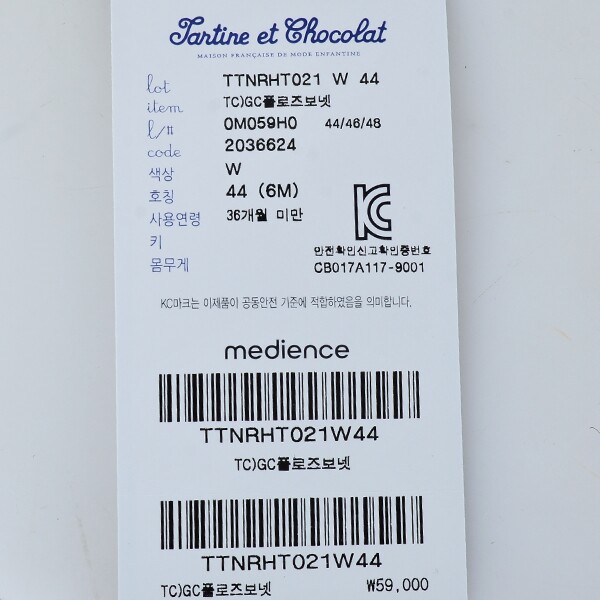 Tartine et Chocolat
MAISON FRANÇAISE DE MODE ENFANTINE
lot TTNRHT021 W 44
item TC)GC플로즈보넷
l/# 0M059H0 44/46/48
code 2036624
색상 W
호칭 44 (6M)
사용연령 36개월 미만
키
몸무게
안전확인신고확인증번호
CB017A117-9001
KC마크는 이제품이 공동안전 기준에 적합하였음을 의미합니다.
medience
TTNRHT021W44
TC)GC플로즈보넷
TTNRHT021W44
TC)GC플로즈보넷 ₩59,000